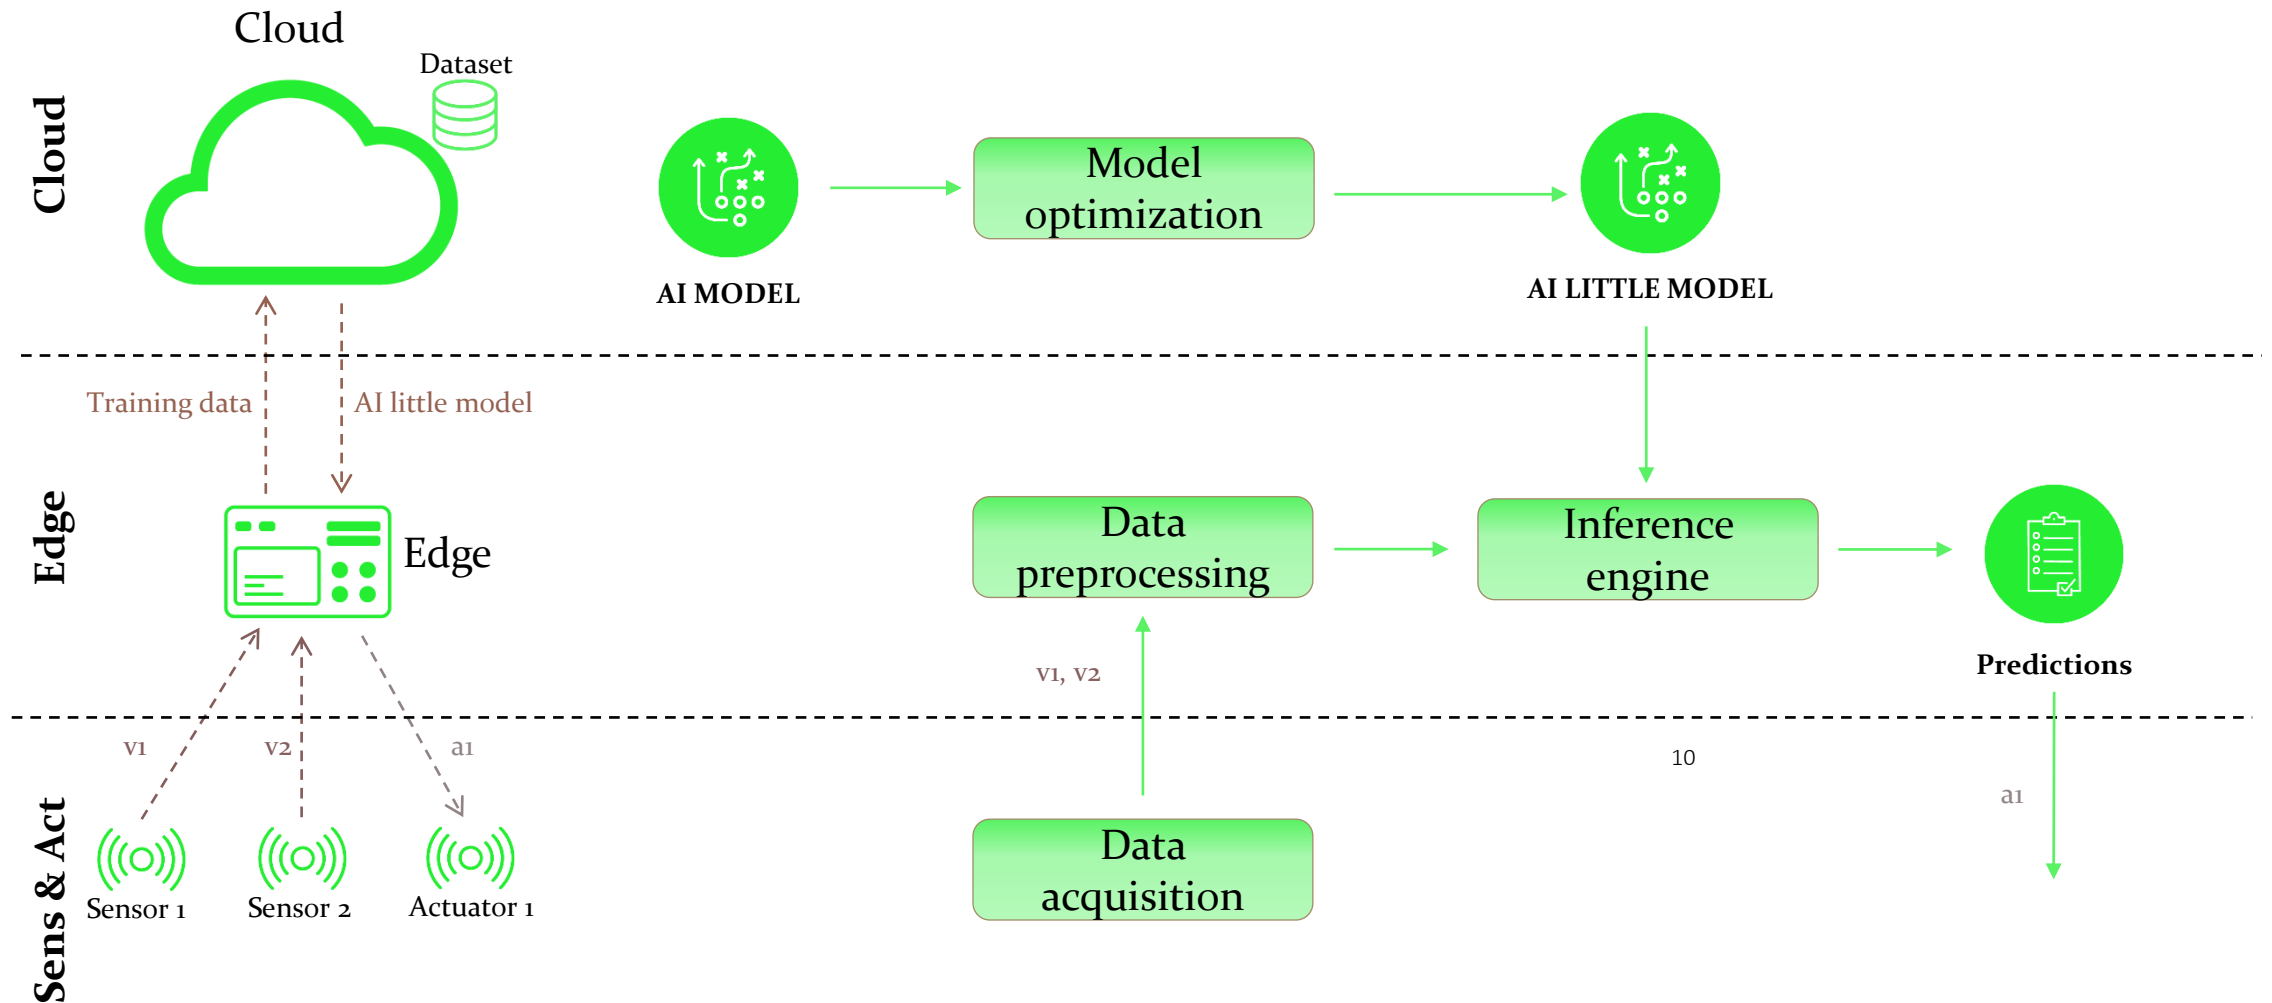 Cloud
Dataset
Cloud
Model
optimization
AI MODEL
AI LITTLE MODEL
Training data
AI little model
Edge
Edge
Data
preprocessing
Inference
engine
Predictions
v1, v2
v1
v2
a1
10
a1
Sens & Act
Sensor 1
Sensor 2
Actuator 1
Data
acquisition